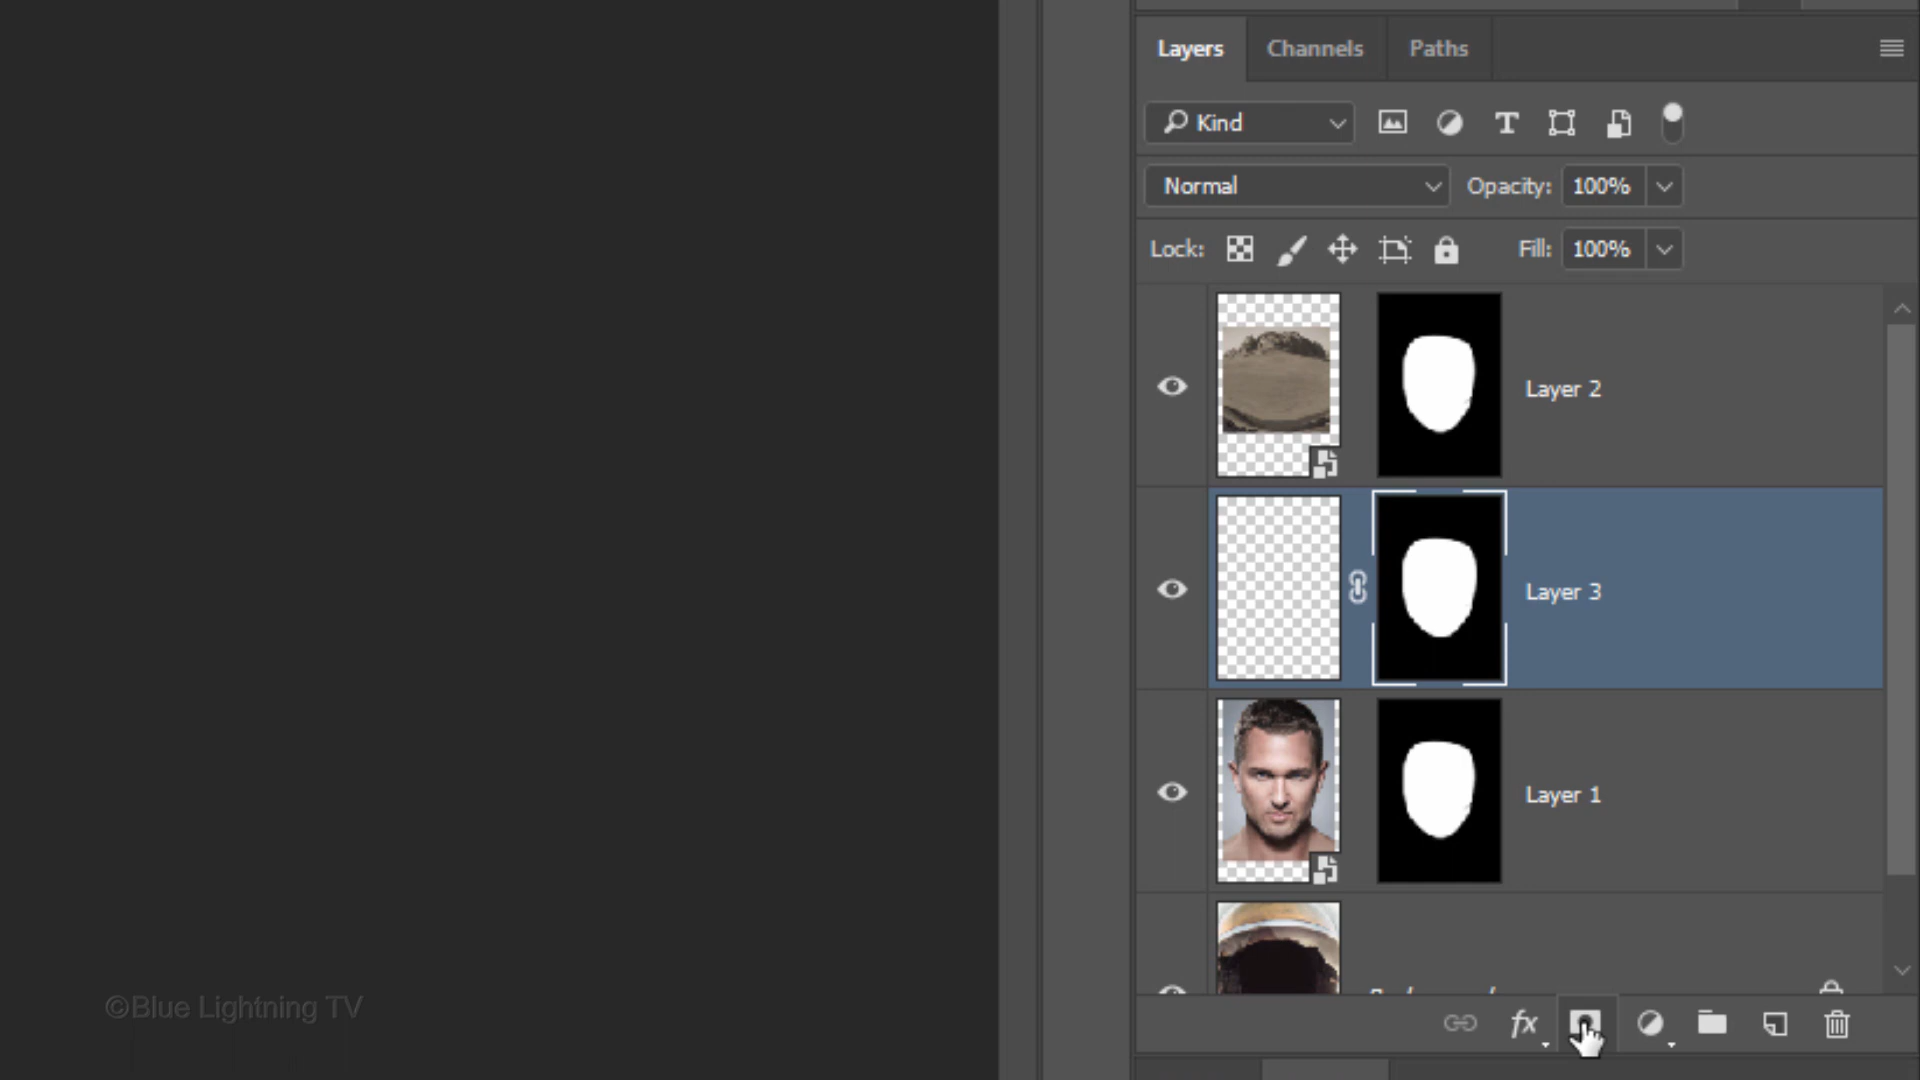 Layers Channels Paths
Kind
Normal Opacity: 100%
Lock: Fill: 100%
Layer 2
Layer 3
Layer 1
fx
©Blue Lightning TV